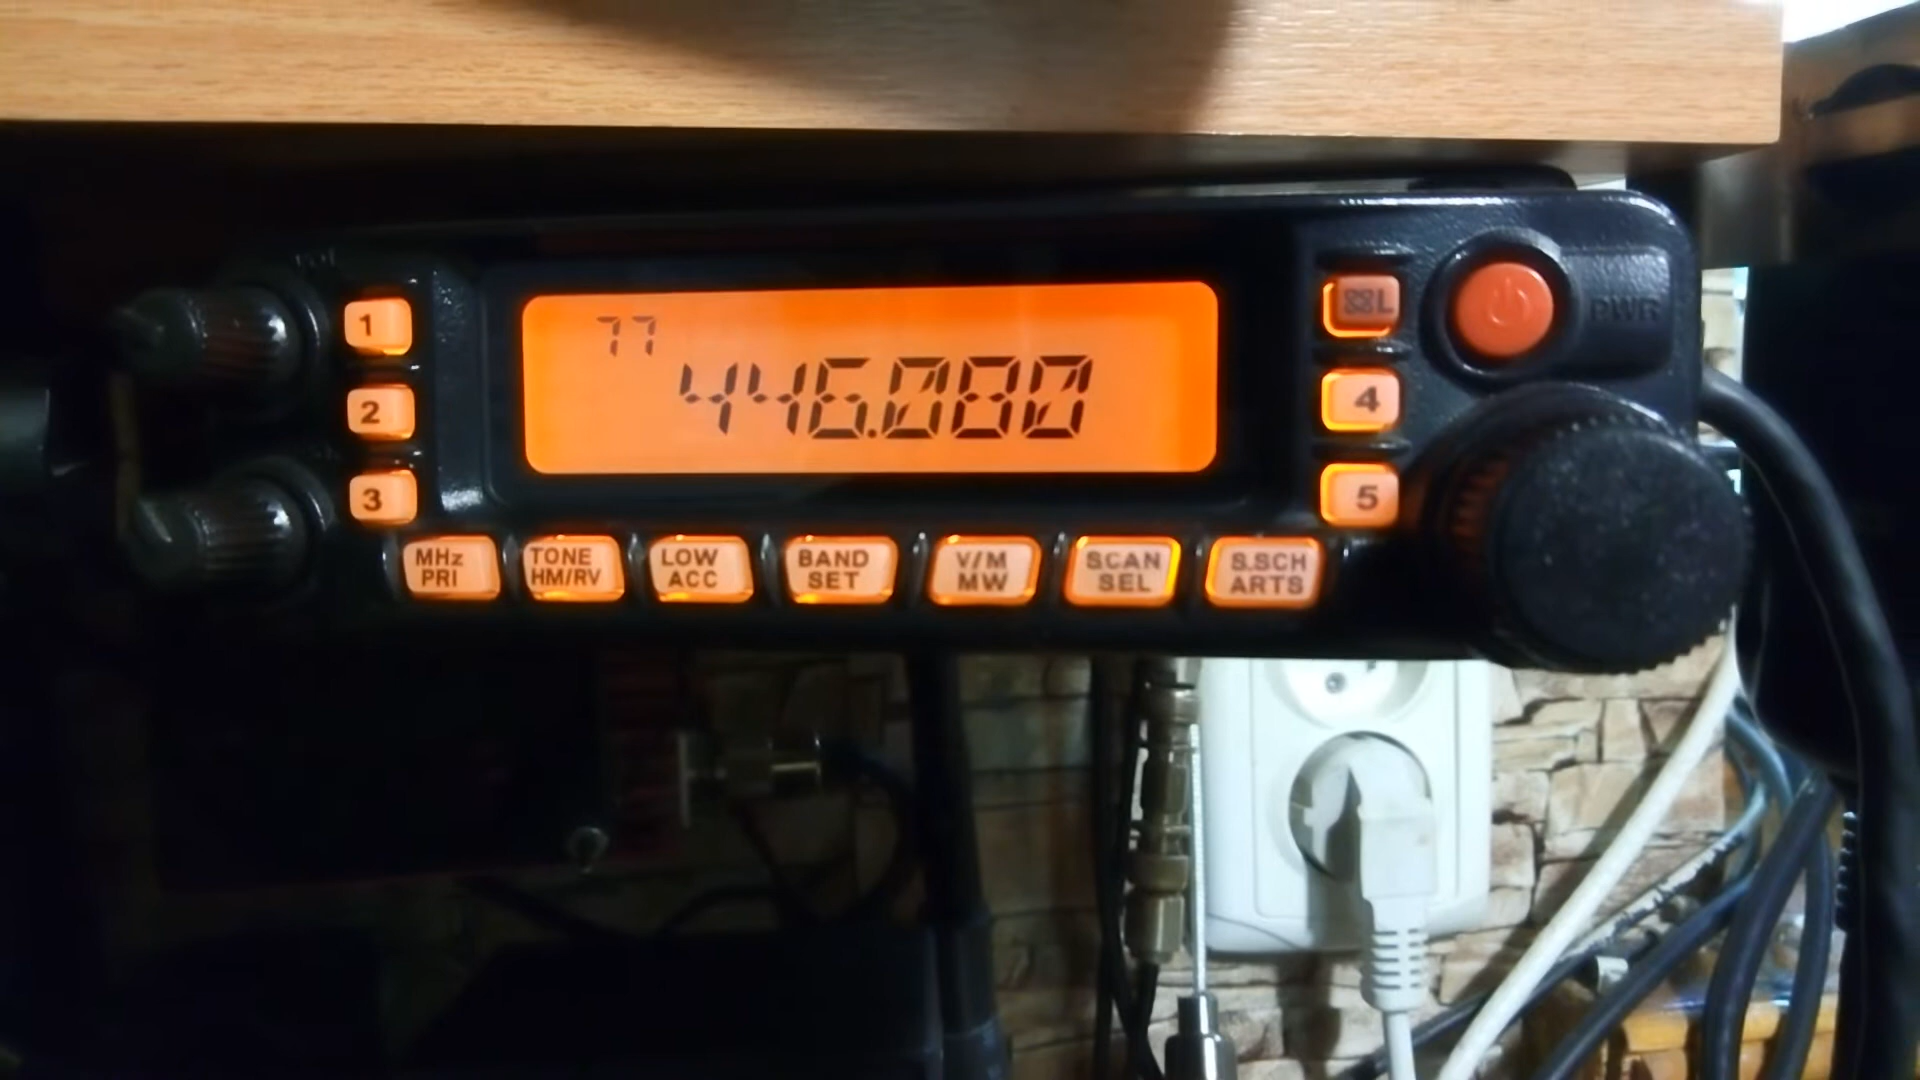 1
2
3
77
446.080
4
5
PWR
MHz
PRI
TONE
HM/RV
LOW
ACC
BAND
SET
V/M
MW
SCAN
SEL
S.SCH
ARTS